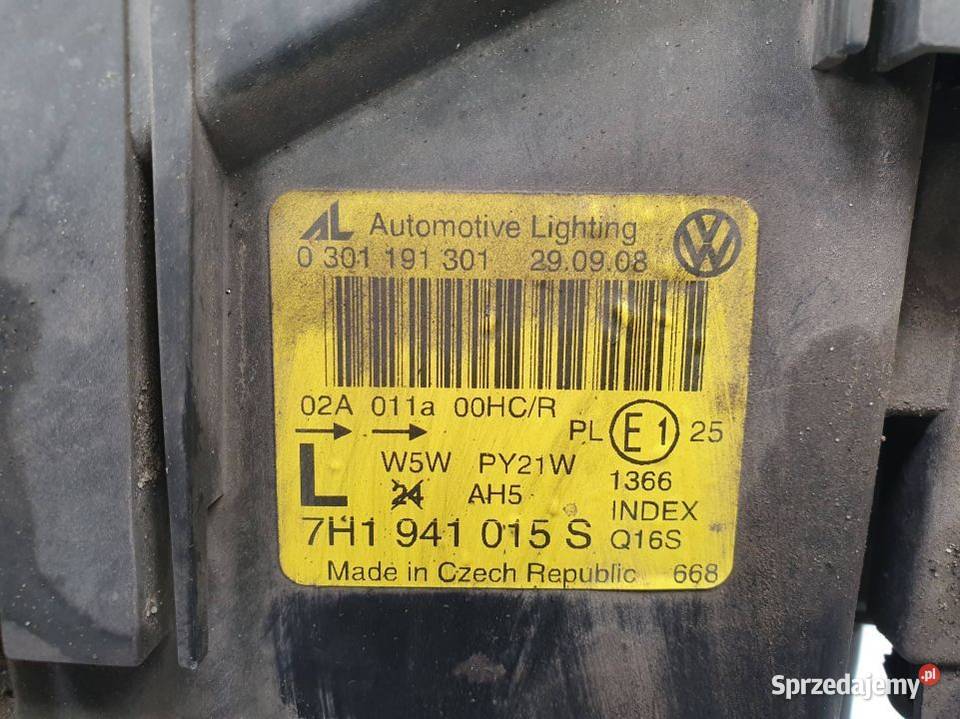 AL Automotive Lighting
0 301 191 301 29.09.08
02A 011a 00HC/R
PL E1 25
L W5W PY21W 1366
24 AH5 INDEX
7H1 941 015 S Q16S
Made in Czech Republic 668
Sprzedajemy.pl